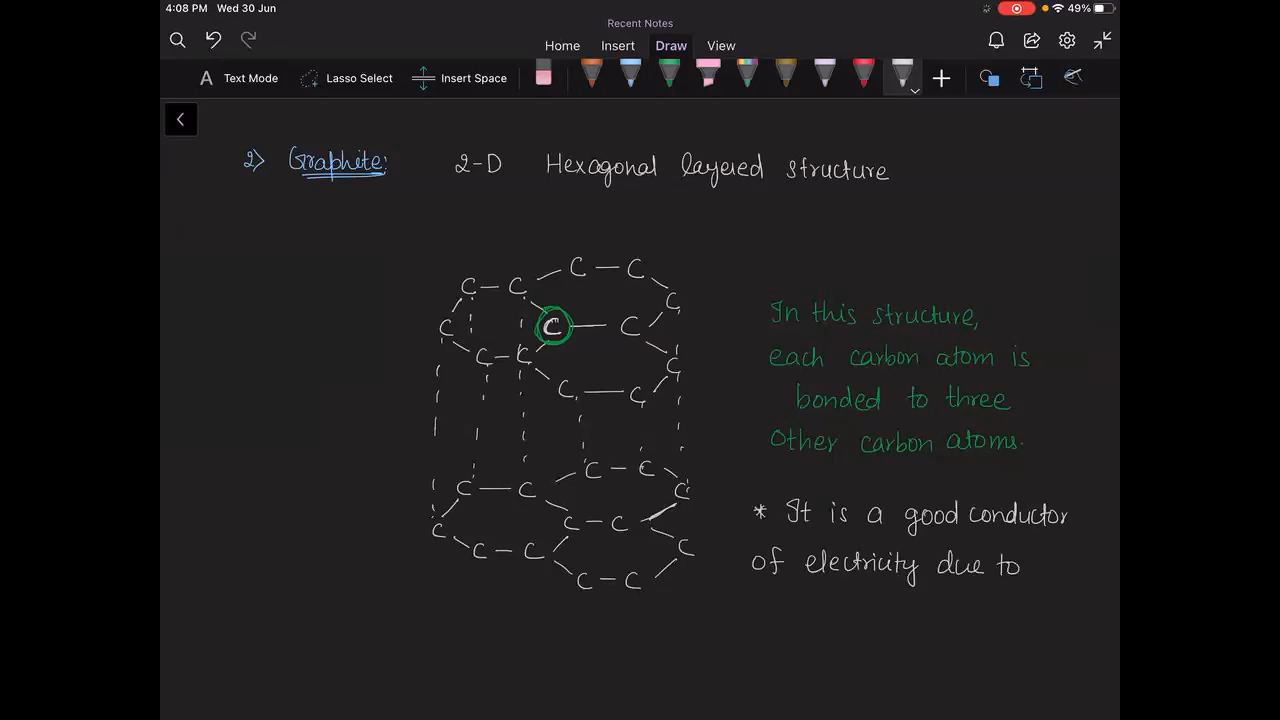 4:08 PM Wed 30 Jun
49%
Recent Notes
Home Insert Draw View
A Text Mode Lasso Select Insert Space
2) Graphite: 2-D Hexagonal layered structure
C - C
C - C
C
C C C
C - C C
C - C
In this structure,
each carbon atom is
bonded to three
Other carbon atoms.
C - C
C - C C
C C - C
C - C C
C - C
* It is a good conductor
of electricity due to